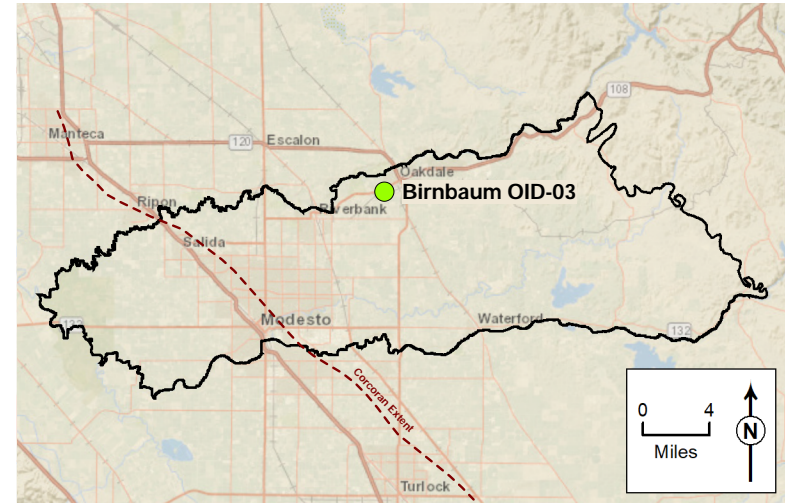 108
Manteca
120
Escalon
Oakdale
Birnbaum OID-03
Ripon
Riverbank
Salida
132
Modesto
Waterford
132
Corcoran Extent
0 4
Miles
N
Turlock